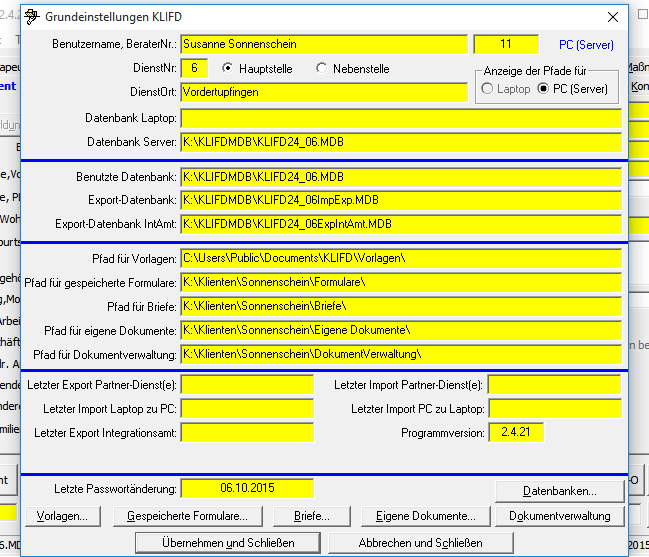 Grundeinstellungen KLIFD
Benutzername, BeraterNr.: Susanne Sonnenschein 11 PC (Server)
DienstNr: 6 Hauptstelle Nebenstelle
Anzeige der Pfade für
Laptop PC (Server)
DienstOrt: Vordertupfingen
Datenbank Laptop:
Datenbank Server: K:\KLIFDMDB\KLIFD24_06.MDB
Benutzte Datenbank: K:\KLIFDMDB\KLIFD24_06.MDB
Export-Datenbank: K:\KLIFDMDB\KLIFD24_06ImpExp.MDB
Export-Datenbank IntAmt: K:\KLIFDMDB\KLIFD24_06ExpIntAmt.MDB
Pfad für Vorlagen: C:\Users\Public\Documents\KLIFD\Vorlagen\
Pfad für gespeicherte Formulare: K:\Klienten\Sonnenschein\Formulare\
Pfad für Briefe: K:\Klienten\Sonnenschein\Briefe\
Pfad für eigene Dokumente: K:\Klienten\Sonnenschein\Eigene Dokumente\
Pfad für Dokumentverwaltung: K:\Klienten\Sonnenschein\DokumentVerwaltung\
Letzter Export Partner-Dienst(e): Letzter Import Partner-Dienst(e):
Letzter Import Laptop zu PC: Letzter Import PC zu Laptop:
Letzter Export Integrationsamt: Programmversion: 2.4.21
Letzte Passwortänderung: 06.10.2015 Datenbanken...
Vorlagen... Gespeicherte Formulare... Briefe... Eigene Dokumente... Dokumentverwaltung
Übernehmen und Schließen Abbrechen und Schließen